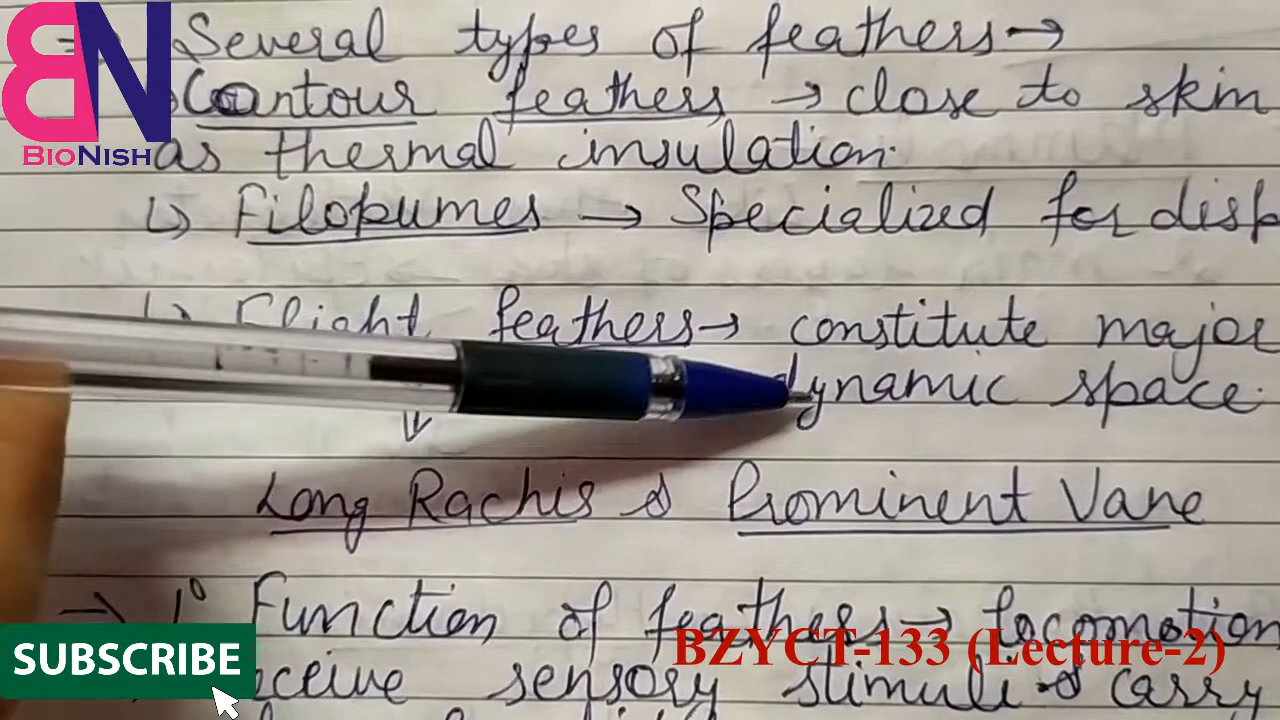 → Several types of feathers →
Contour feathers → close to skin
as thermal insulation.
↳ Filopumes → Specialized for disp
↳ Flight feathers → constitute major
dynamic space.
Long Rachis & Prominent Vane
→ 1° Function of feathers → locomotion
sensory stimuli & carry
BN
BIONISH
SUBSCRIBE
BZYCT-133 (Lecture-2)